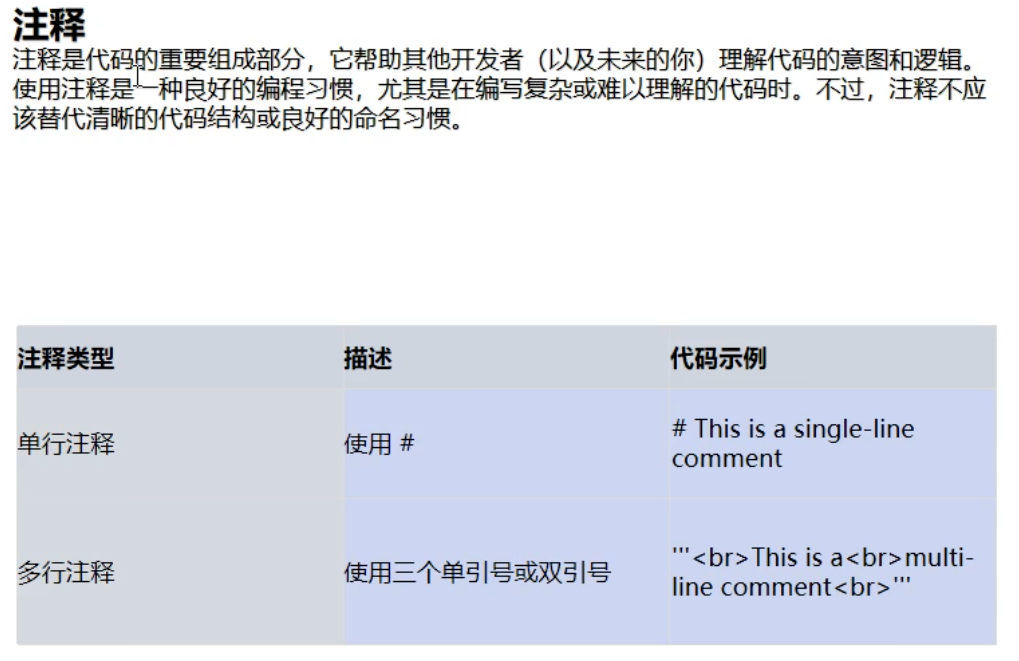 注释
注释是代码的重要组成部分，它帮助其他开发者（以及未来的你）理解代码的意图和逻辑。
使用注释是一种良好的编程习惯，尤其是在编写复杂或难以理解的代码时。不过，注释不应
该替代清晰的代码结构或良好的命名习惯。
注释类型 描述 代码示例
单行注释 使用 # # This is a single-line
comment
多行注释 使用三个单引号或双引号 '''<br>This is a<br>multi-
line comment<br>'''